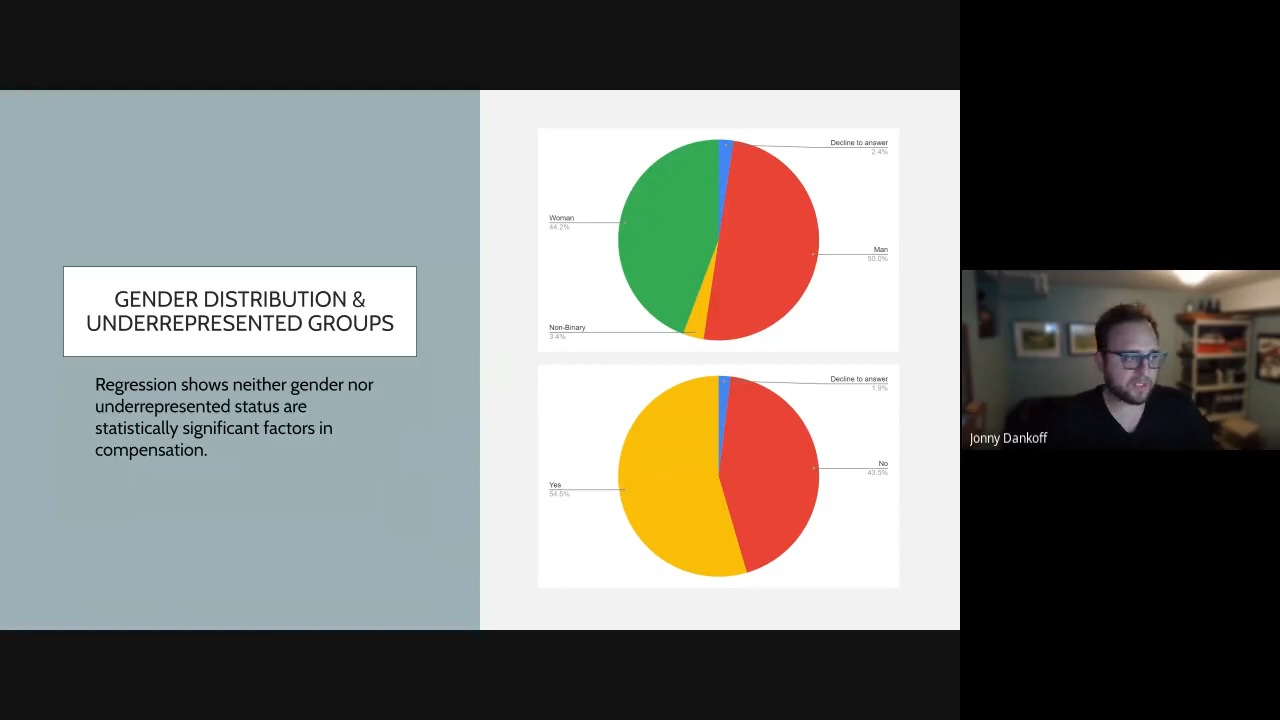 GENDER DISTRIBUTION &
UNDERREPRESENTED GROUPS
Regression shows neither gender nor
underrepresented status are
statistically significant factors in
compensation.
Decline to answer
2.4%
Woman
44.2%
Man
50.0%
Non-Binary
3.4%
Decline to answer
1.9%
No
43.5%
Yes
54.5%
Jonny Dankoff